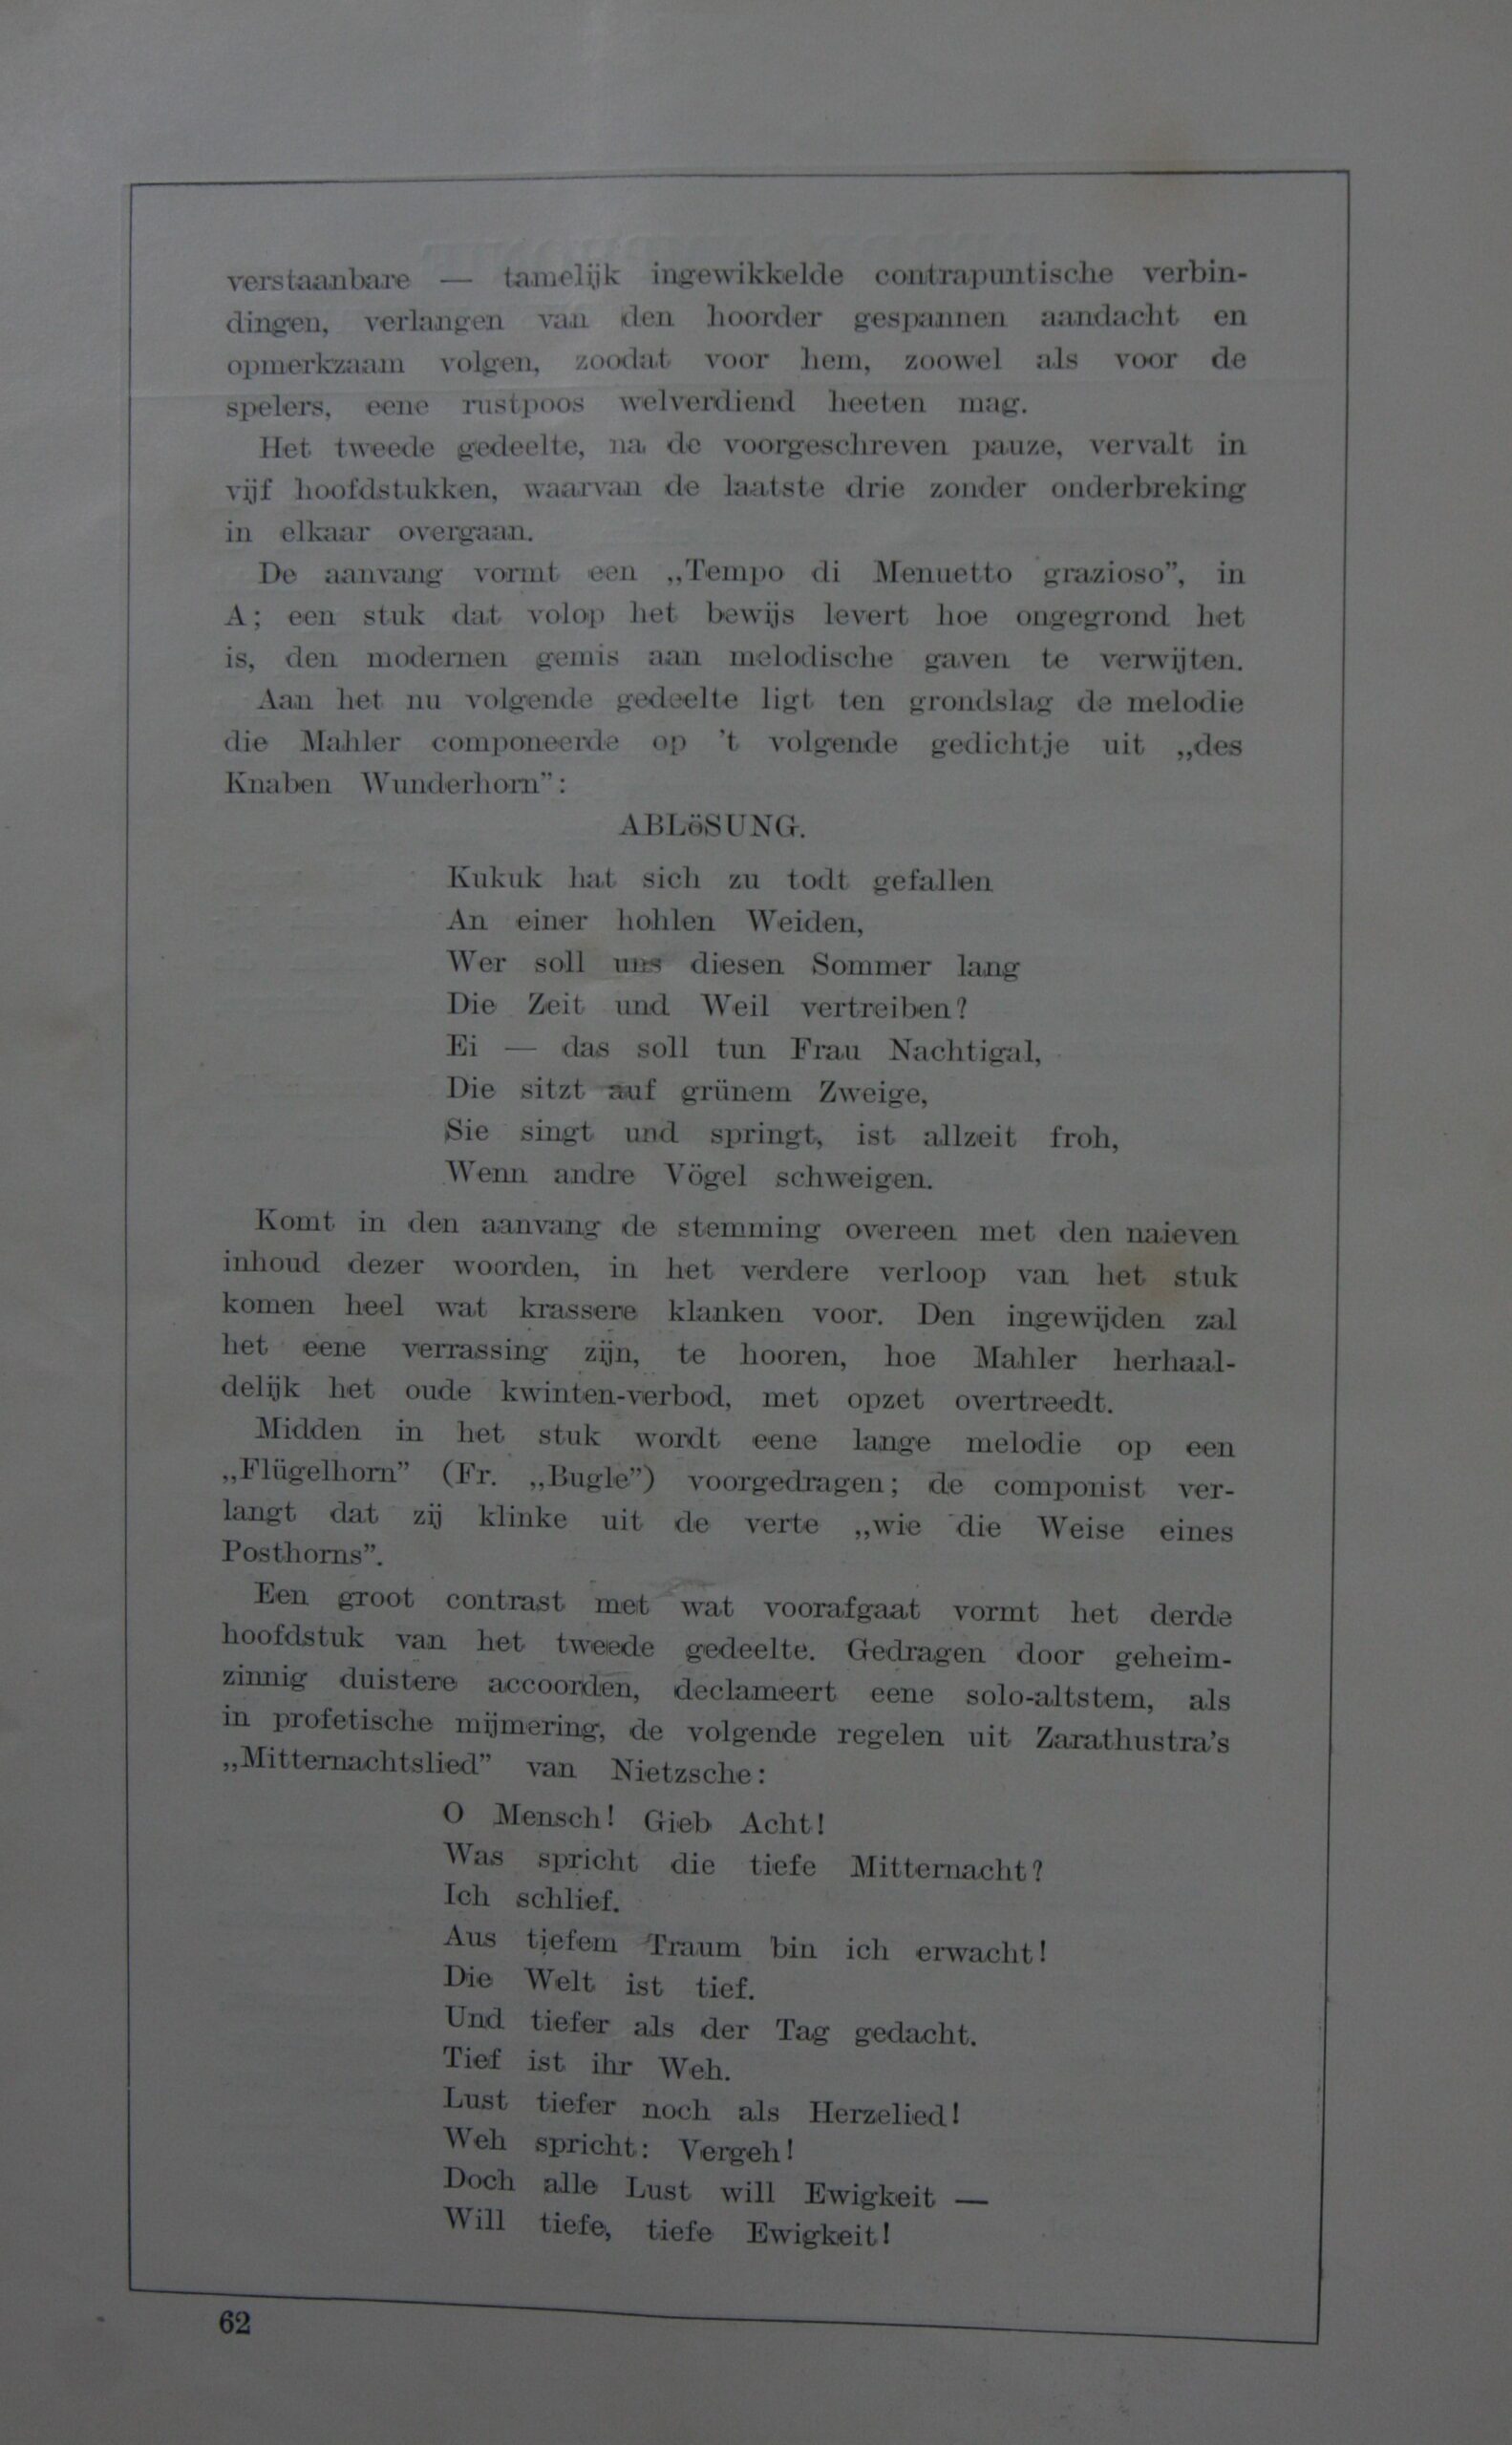 verstaanbare — tamelijk ingewikkelde contrapuntische verbin-
dingen, verlangen van den hoorder gespannen aandacht en
opmerkzaam volgen, zoodat voor hem, zoowel als voor de
spelers, eene rustpoos welverdiend heeten mag.
Het tweede gedeelte, na de voorgeschreven pauze, vervalt in
vijf hoofdstukken, waarvan de laatste drie zonder onderbreking
in elkaar overgaan.
De aanvang vormt een „Tempo di Menuetto grazioso”, in
A; een stuk dat volop het bewijs levert hoe ongegrond het
is, den modernen gemis aan melodische gaven te verwijten.
Aan het nu volgende gedeelte ligt ten grondslag de melodie
die Mahler componeerde op 't volgende gedichtje uit „des
Knaben Wunderhorn”:
ABLöSUNG.
Kukuk hat sich zu todt gefallen
An einer hohlen Weiden,
Wer soll uns diesen Sommer lang
Die Zeit und Weil vertreiben?
Ei — das soll tun Frau Nachtigal,
Die sitzt auf grünem Zweige,
Sie singt und springt, ist allzeit froh,
Wenn andre Vögel schweigen.
Komt in den aanvang de stemming overeen met den naieven
inhoud dezer woorden, in het verdere verloop van het stuk
komen heel wat krassere klanken voor. Den ingewijden zal
het eene verrassing zijn, te hooren, hoe Mahler herhaal-
delijk het oude kwinten-verbod, met opzet overtreedt.
Midden in het stuk wordt eene lange melodie op een
„Flügelhorn” (Fr. „Bugle”) voorgedragen; de componist ver-
langt dat zij klinke uit de verte „wie die Weise eines
Posthorns”.
Een groot contrast met wat voorafgaat vormt het derde
hoofdstuk van het tweede gedeelte. Gedragen door geheim-
zinnig duistere accoorden, declameert eene solo-altstem, als
in profetische mijmering, de volgende regelen uit Zarathustra's
„Mitternachtslied” van Nietzsche:
O Mensch! Gieb Acht!
Was spricht die tiefe Mitternacht?
Ich schlief.
Aus tiefem Traum bin ich erwacht!
Die Welt ist tief.
Und tiefer als der Tag gedacht.
Tief ist ihr Weh.
Lust tiefer noch als Herzelied!
Weh spricht: Vergeh!
Doch alle Lust will Ewigkeit —
Will tiefe, tiefe Ewigkeit!
62